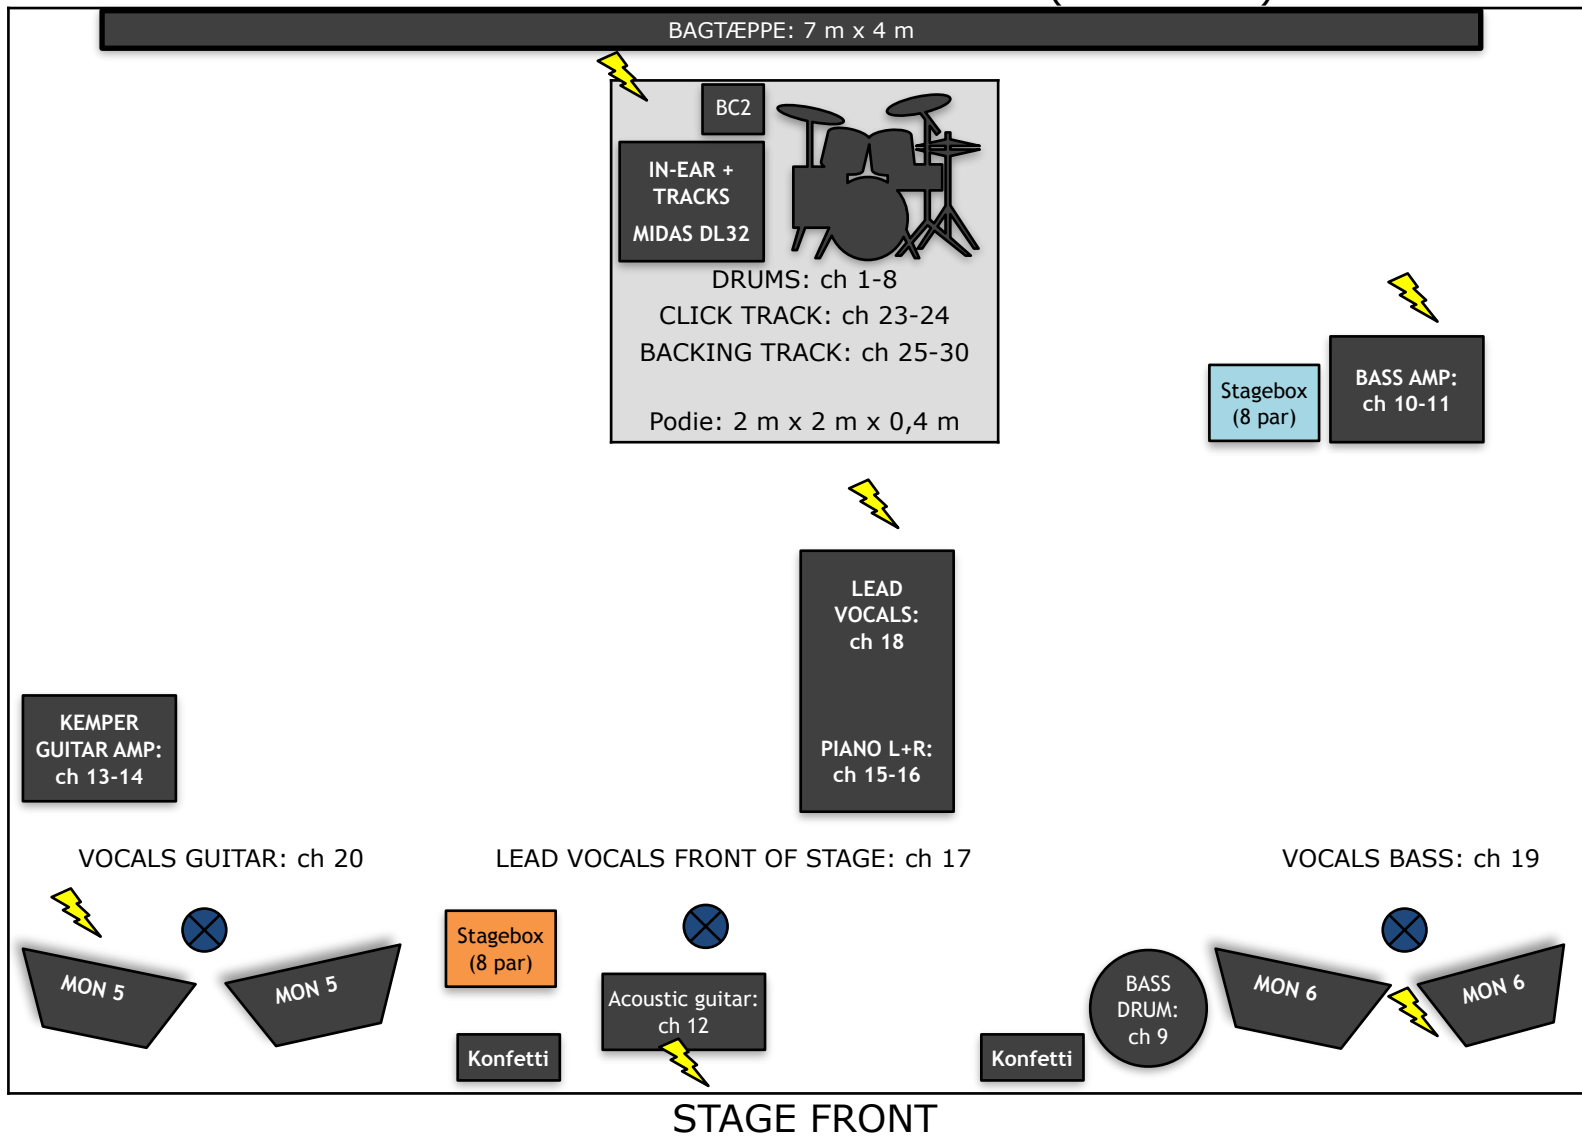 BAGTÆPPE: 7 m x 4 m
BC2
IN-EAR +
TRACKS
MIDAS DL32
DRUMS: ch 1-8
CLICK TRACK: ch 23-24
BACKING TRACK: ch 25-30
Podie: 2 m x 2 m x 0,4 m
Stagebox
(8 par)
BASS AMP:
ch 10-11
LEAD
VOCALS:
ch 18
PIANO L+R:
ch 15-16
KEMPER
GUITAR AMP:
ch 13-14
VOCALS GUITAR: ch 20
LEAD VOCALS FRONT OF STAGE: ch 17
VOCALS BASS: ch 19
MON 5
MON 5
Stagebox
(8 par)
Acoustic guitar:
ch 12
Konfetti
Konfetti
BASS
DRUM:
ch 9
MON 6
MON 6
STAGE FRONT